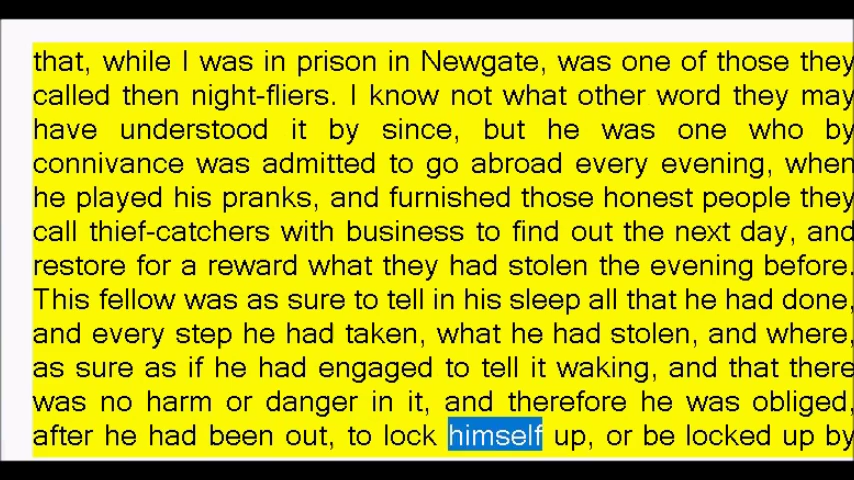 that, while I was in prison in Newgate, was one of those they
called then night-fliers. I know not what other word they may
have understood it by since, but he was one who by
connivance was admitted to go abroad every evening, when
he played his pranks, and furnished those honest people they
call thief-catchers with business to find out the next day, and
restore for a reward what they had stolen the evening before.
This fellow was as sure to tell in his sleep all that he had done,
and every step he had taken, what he had stolen, and where,
as sure as if he had engaged to tell it waking, and that there
was no harm or danger in it, and therefore he was obliged,
after he had been out, to lock himself up, or be locked up by